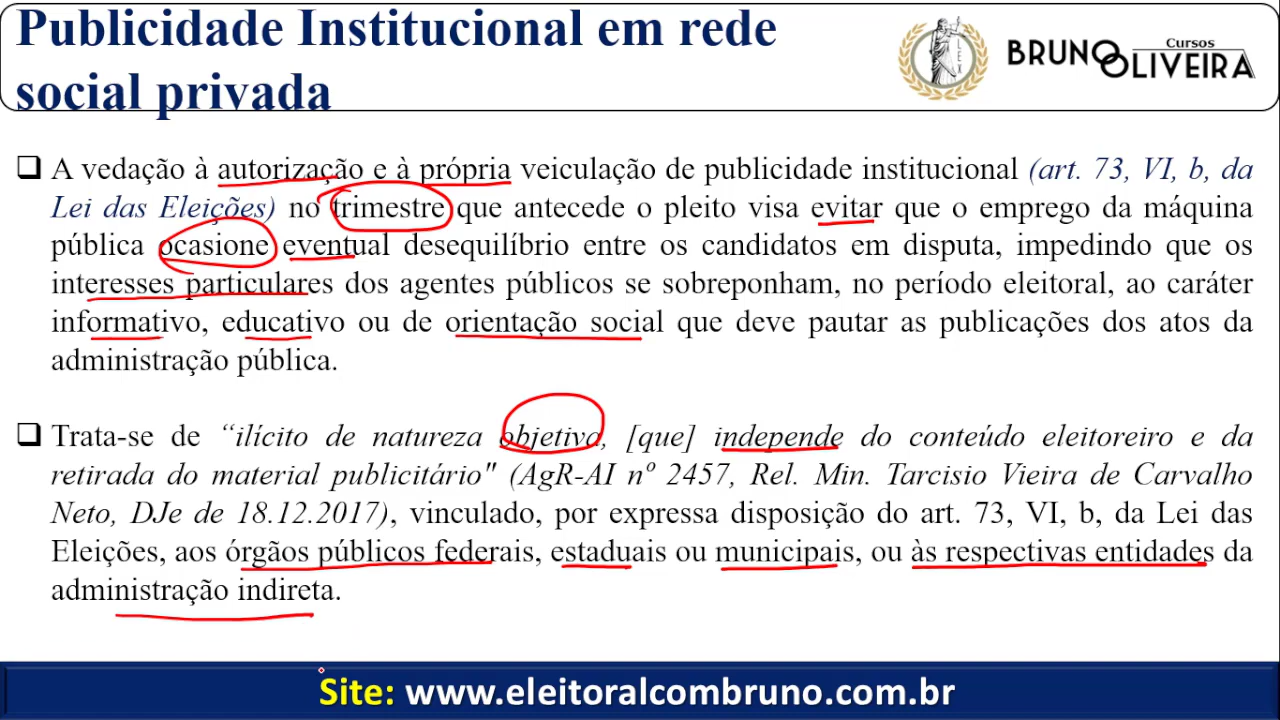 Publicidade Institucional em rede
social privada
Cursos
BRUNO OLIVEIRA
LEX
A vedação à autorização e à própria veiculação de publicidade institucional (art. 73, VI, b, da
Lei das Eleições) no trimestre que antecede o pleito visa evitar que o emprego da máquina
pública ocasione eventual desequilíbrio entre os candidatos em disputa, impedindo que os
interesses particulares dos agentes públicos se sobreponham, no período eleitoral, ao caráter
informativo, educativo ou de orientação social que deve pautar as publicações dos atos da
administração pública.
Trata-se de “ilícito de natureza objetiva, [que] independe do conteúdo eleitoreiro e da
retirada do material publicitário" (AgR-AI nº 2457, Rel. Min. Tarcisio Vieira de Carvalho
Neto, DJe de 18.12.2017), vinculado, por expressa disposição do art. 73, VI, b, da Lei das
Eleições, aos órgãos públicos federais, estaduais ou municipais, ou às respectivas entidades da
administração indireta.
Site: www.eleitoralcombruno.com.br